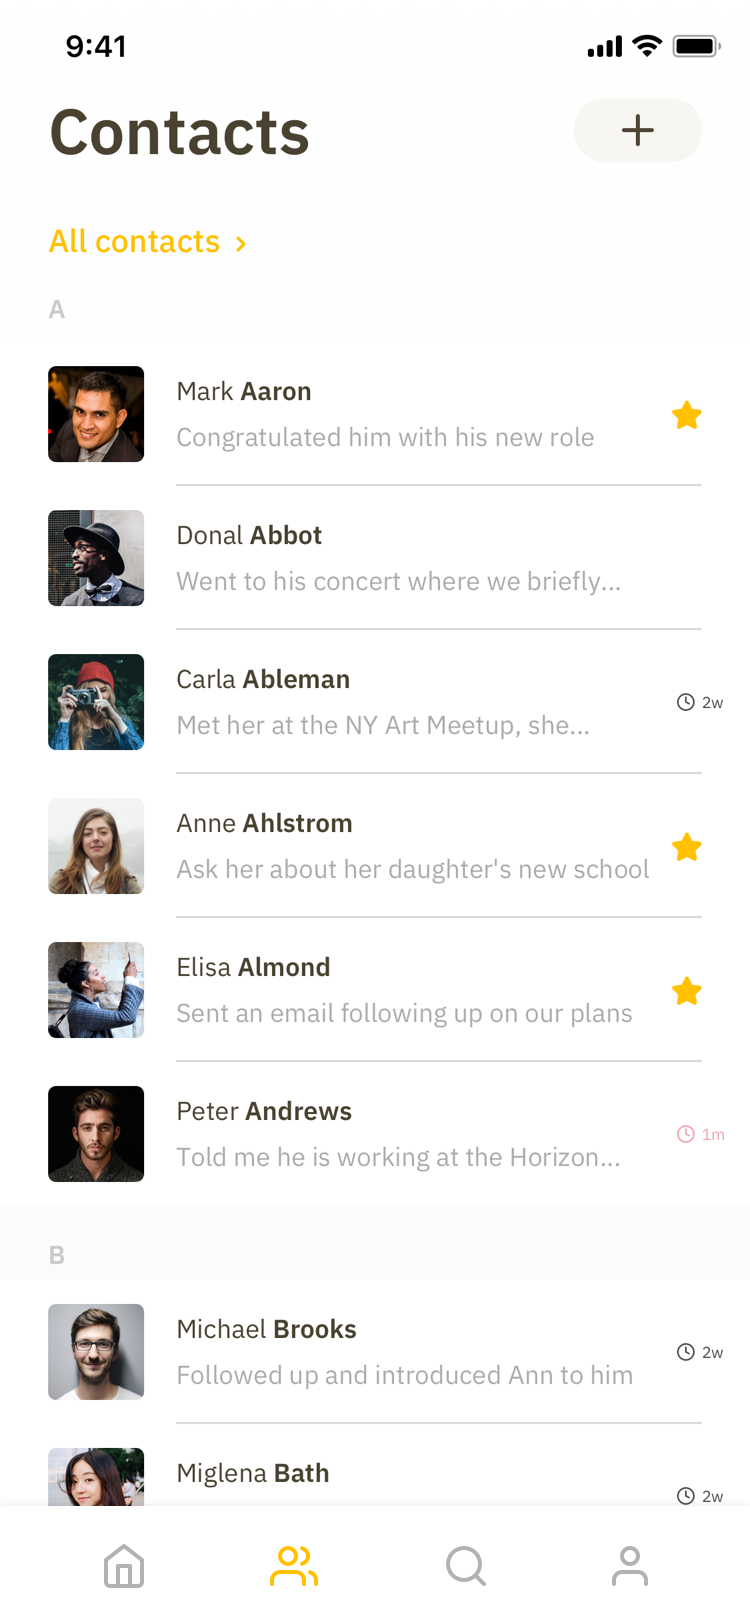 9:41
Contacts
All contacts
A
Mark Aaron
Congratulated him with his new role
Donal Abbot
Went to his concert where we briefly...
Carla Ableman
Met her at the NY Art Meetup, she...
2w
Anne Ahlstrom
Ask her about her daughter's new school
Elisa Almond
Sent an email following up on our plans
Peter Andrews
Told me he is working at the Horizon...
1m
B
Michael Brooks
Followed up and introduced Ann to him
2w
Miglena Bath
2w